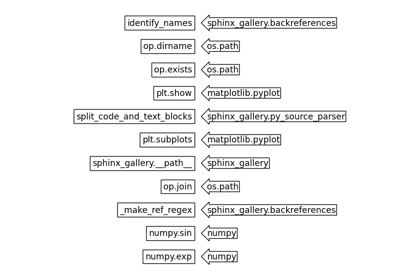 identify_names sphinx_gallery.backreferences
op.dirname os.path
op.exists os.path
plt.show matplotlib.pyplot
split_code_and_text_blocks sphinx_gallery.py_source_parser
plt.subplots matplotlib.pyplot
sphinx_gallery.__path__ sphinx_gallery
op.join os.path
_make_ref_regex sphinx_gallery.backreferences
numpy.sin numpy
numpy.exp numpy